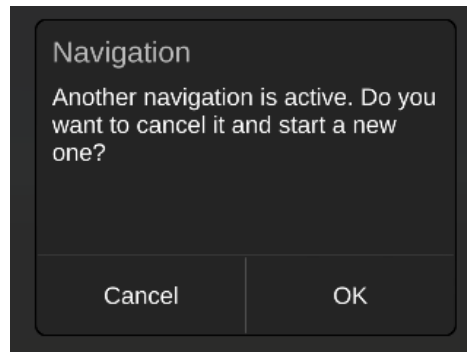 Navigation
Another navigation is active. Do you
want to cancel it and start a new
one?
Cancel
OK